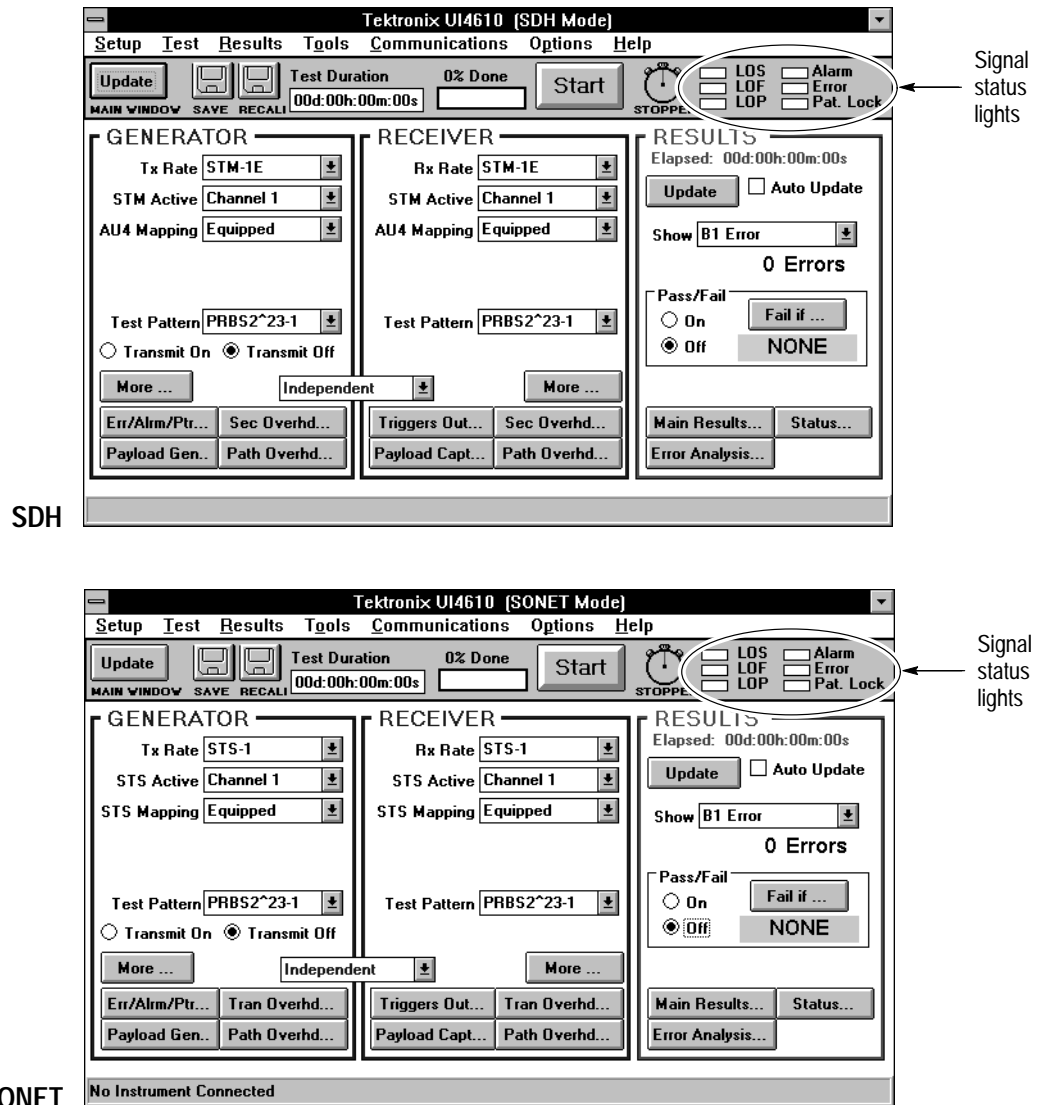 Tektronix UI4610 (SDH Mode)
Setup Test Results Tools Communications Options Help
Update
MAIN WINDOW SAVE RECALL
Test Duration 0% Done
00d:00h:00m:00s
Start
STOPPE
LOS Alarm
LOF Error
LOP Pat. Lock
Signal
status
lights
GENERATOR
Tx Rate STM-1E
STM Active Channel 1
AU4 Mapping Equipped
Test Pattern PRBS2^23-1
Transmit On Transmit Off
More ...
Independent
Err/Alrm/Ptr... Sec Overhd...
Payload Gen.. Path Overhd...
RECEIVER
Rx Rate STM-1E
STM Active Channel 1
AU4 Mapping Equipped
Test Pattern PRBS2^23-1
More ...
Triggers Out... Sec Overhd...
Payload Capt... Path Overhd...
RESULTS
Elapsed: 00d:00h:00m:00s
Update Auto Update
Show B1 Error
0 Errors
Pass/Fail
On Fail if ...
Off NONE
Main Results... Status...
Error Analysis...
SDH
Tektronix UI4610 (SONET Mode)
Setup Test Results Tools Communications Options Help
Update
MAIN WINDOW SAVE RECALL
Test Duration 0% Done
00d:00h:00m:00s
Start
STOPPE
LOS Alarm
LOF Error
LOP Pat. Lock
Signal
status
lights
GENERATOR
Tx Rate STS-1
STS Active Channel 1
STS Mapping Equipped
Test Pattern PRBS2^23-1
Transmit On Transmit Off
More ...
Independent
Err/Alrm/Ptr... Tran Overhd...
Payload Gen.. Path Overhd...
RECEIVER
Rx Rate STS-1
STS Active Channel 1
STS Mapping Equipped
Test Pattern PRBS2^23-1
More ...
Triggers Out... Tran Overhd...
Payload Capt... Path Overhd...
RESULTS
Elapsed: 00d:00h:00m:00s
Update Auto Update
Show B1 Error
0 Errors
Pass/Fail
On Fail if ...
Off NONE
Main Results... Status...
Error Analysis...
No Instrument Connected
ONET